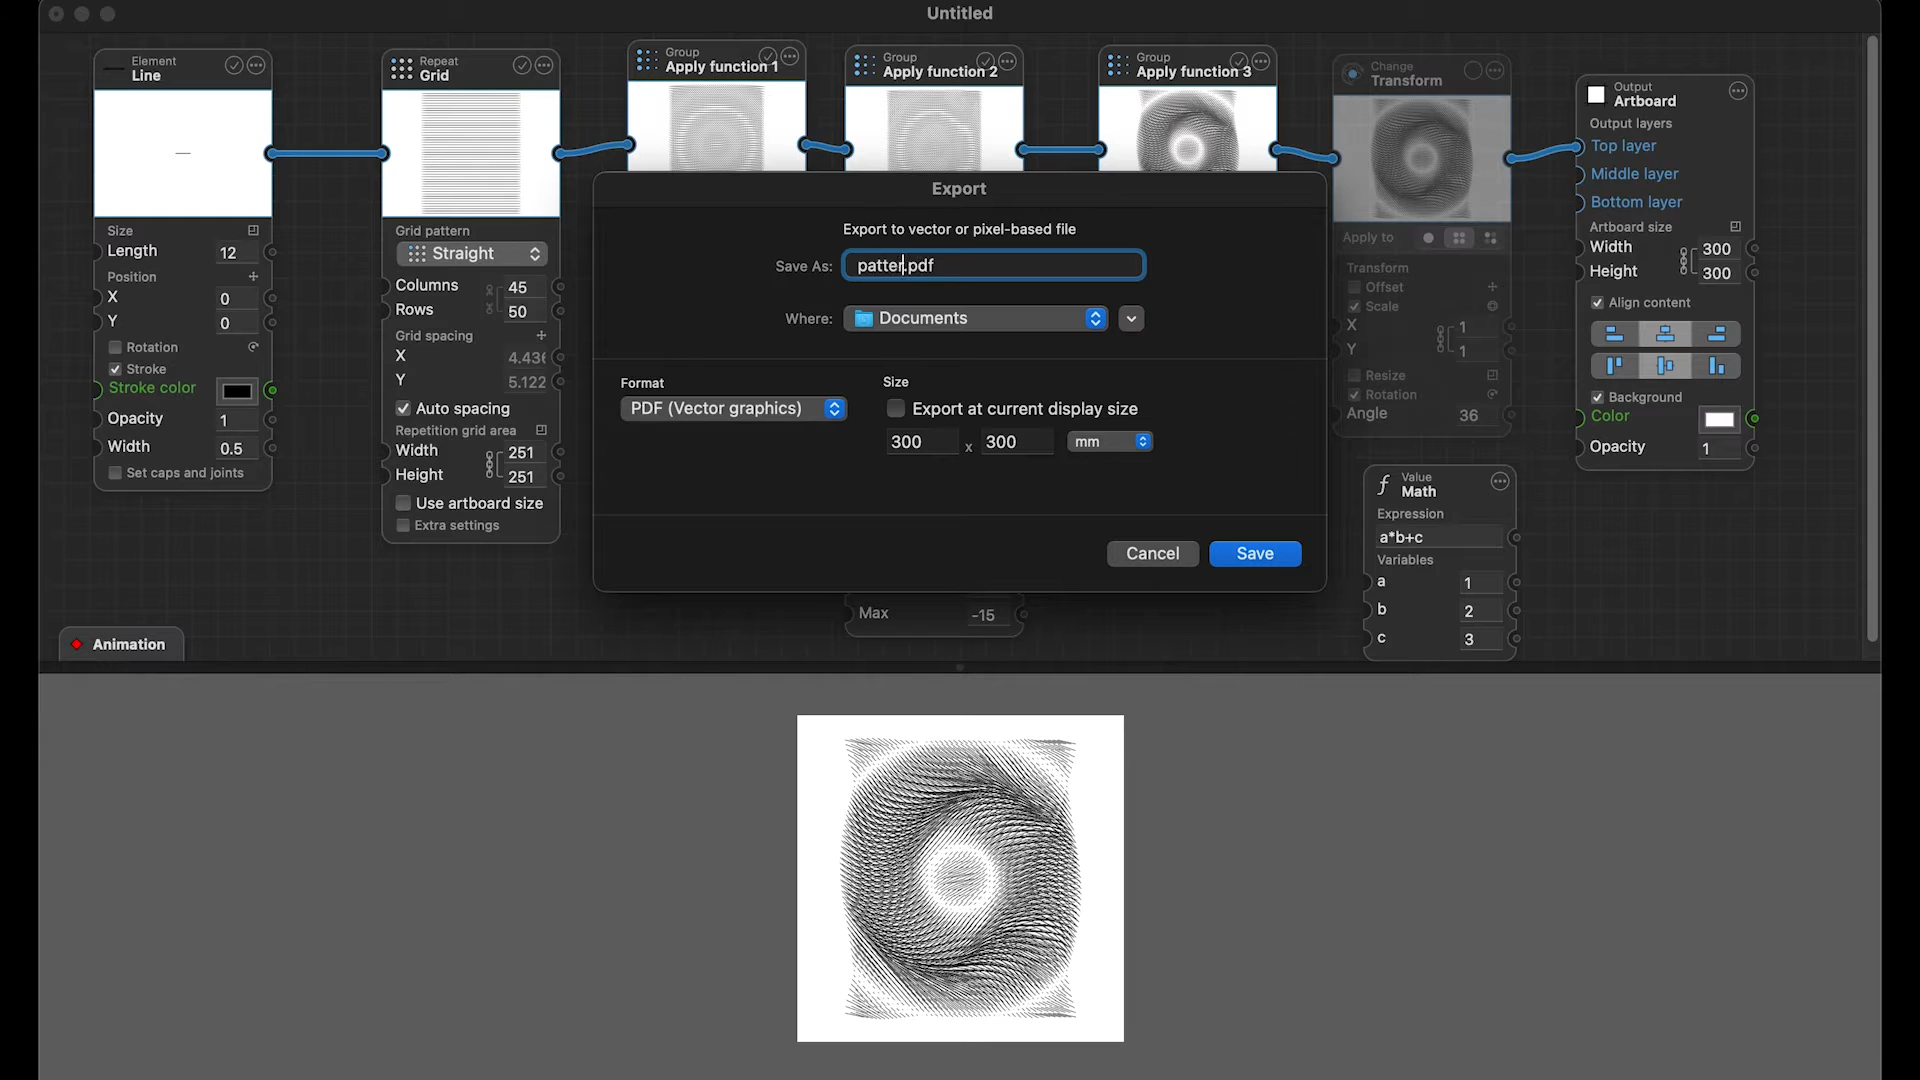 Untitled
Element
Line
Size
Length 12
Position
X 0
Y 0
Rotation
Stroke
Stroke color
Opacity 1
Width 0.5
Set caps and joints
Repeat
Grid
Grid pattern
Straight
Columns 45
Rows 50
Grid spacing
X 4.436
Y 5.122
Auto spacing
Repetition grid area
Width 251
Height 251
Use artboard size
Extra settings
Group
Apply function 1
Group
Apply function 2
Group
Apply function 3
Change
Transform
Apply to
Transform
Offset
Scale
X 1
Y 1
Resize
Rotation
Angle 36
Output
Artboard
Output layers
Top layer
Middle layer
Bottom layer
Artboard size
Width 300
Height 300
Align content
Background
Color
Opacity 1
Export
Export to vector or pixel-based file
Save As: patter.pdf
Where: Documents
Format
PDF (Vector graphics)
Size
Export at current display size
300 x 300 mm
Cancel Save
Max -15
f Value
Math
Expression
a*b+c
Variables
a 1
b 2
c 3
Animation